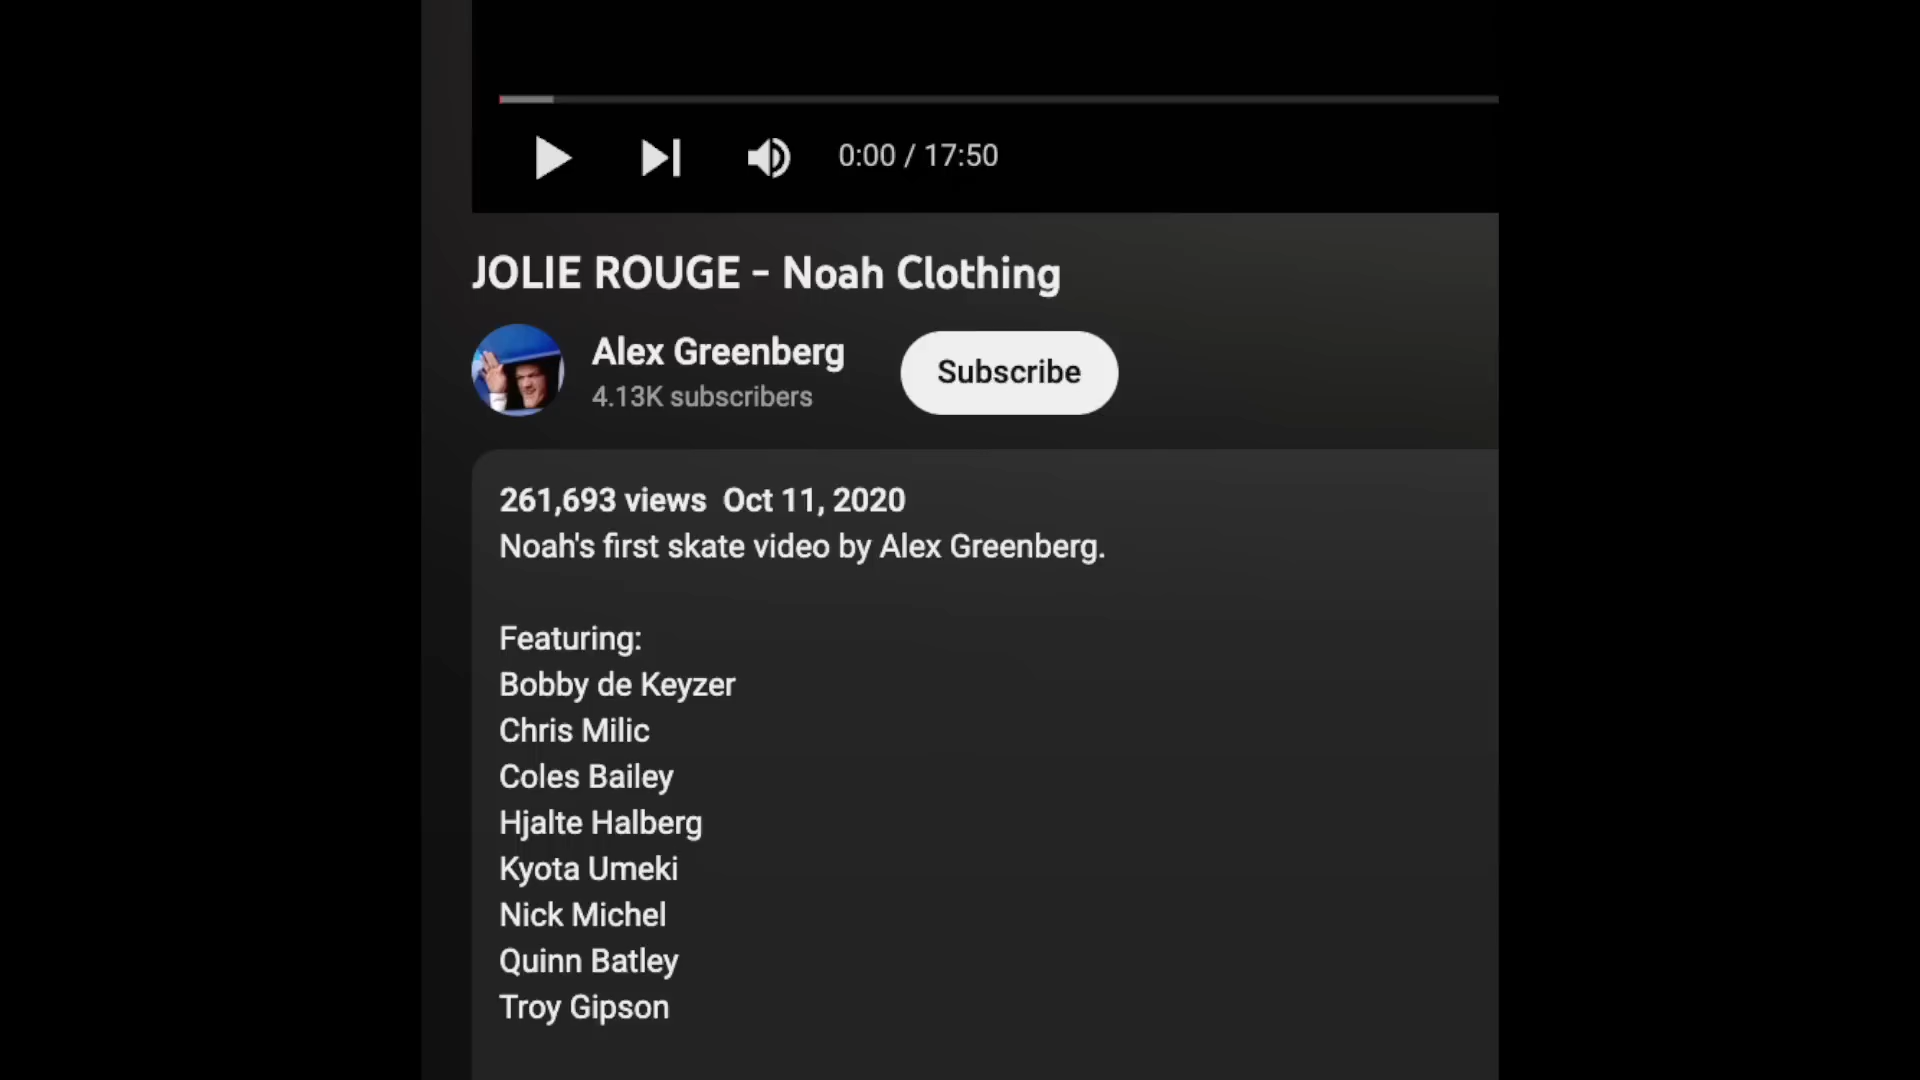 0:00 / 17:50
JOLIE ROUGE - Noah Clothing
Alex Greenberg
4.13K subscribers
Subscribe
261,693 views Oct 11, 2020
Noah's first skate video by Alex Greenberg.
Featuring:
Bobby de Keyzer
Chris Milic
Coles Bailey
Hjalte Halberg
Kyota Umeki
Nick Michel
Quinn Batley
Troy Gipson